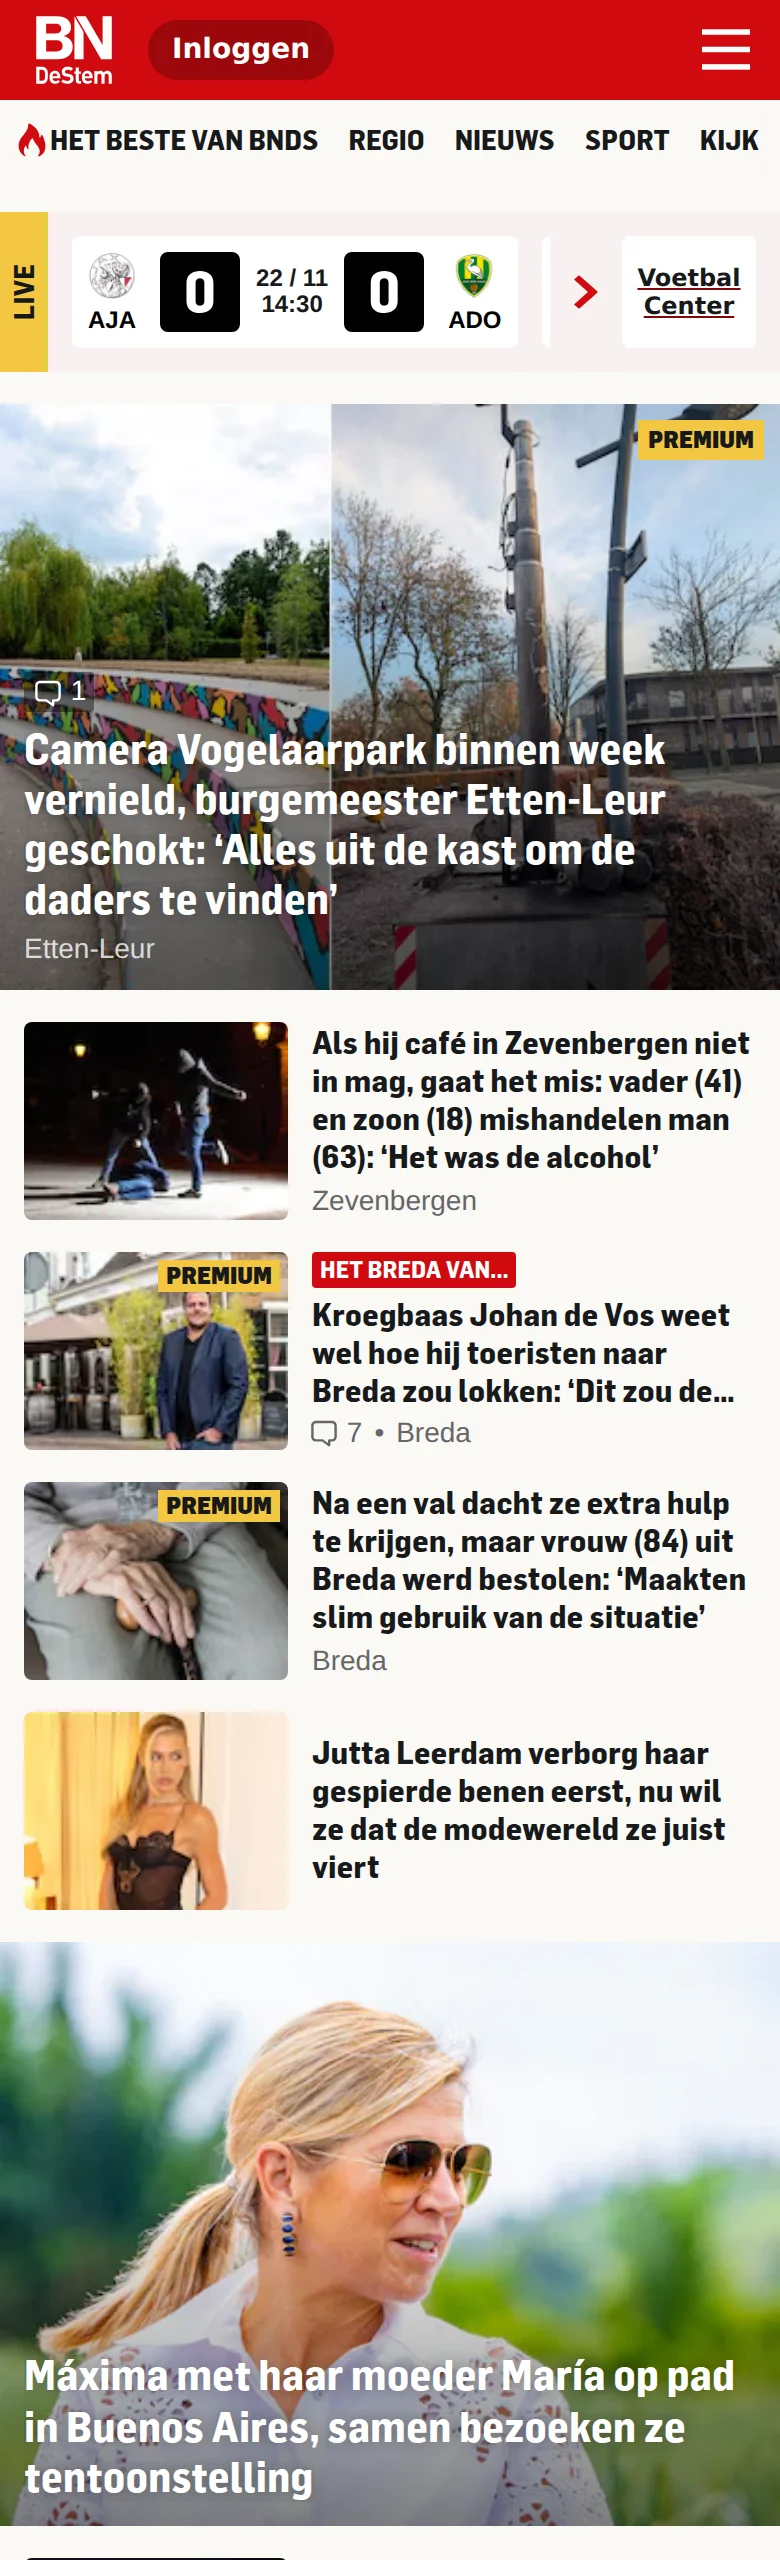 BN
DeStem
Inloggen
HET BESTE VAN BNDS
REGIO
NIEUWS
SPORT
KIJK
LIVE
AJA
0
22 / 11
14:30
0
ADO
Voetbal
Center
PREMIUM
1
Camera Vogelaarpark binnen week
vernield, burgemeester Etten-Leur
geschokt: ‘Alles uit de kast om de
daders te vinden’
Etten-Leur
Als hij café in Zevenbergen niet
in mag, gaat het mis: vader (41)
en zoon (18) mishandelen man
(63): ‘Het was de alcohol’
Zevenbergen
PREMIUM
HET BREDA VAN...
Kroegbaas Johan de Vos weet
wel hoe hij toeristen naar
Breda zou lokken: ‘Dit zou de...
7 • Breda
PREMIUM
Na een val dacht ze extra hulp
te krijgen, maar vrouw (84) uit
Breda werd bestolen: ‘Maakten
slim gebruik van de situatie’
Breda
Jutta Leerdam verborg haar
gespierde benen eerst, nu wil
ze dat de modewereld ze juist
viert
Máxima met haar moeder María op pad
in Buenos Aires, samen bezoeken ze
tentoonstelling